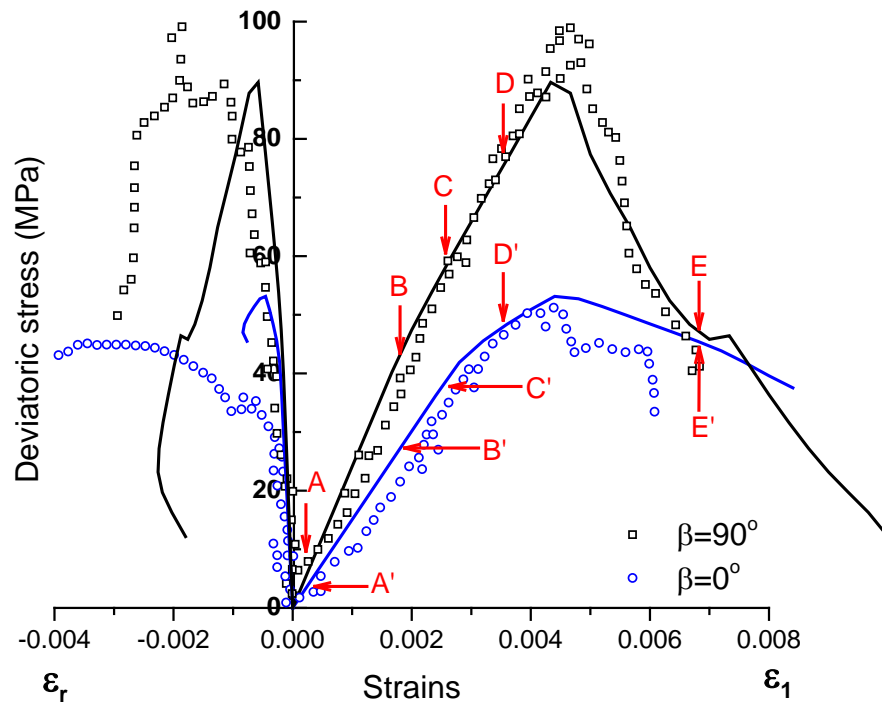 100
80
60
40
20
0
Deviatoric stress (MPa)
D
C
D'
B
E
C'
E'
B'
A
A'
β=90°
β=0°
-0.004 -0.002 0.000 0.002 0.004 0.006 0.008
εr Strains ε1